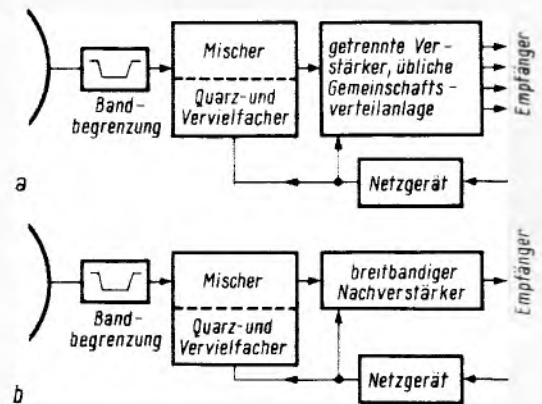 Mischer
Quarz-und
Vervielfacher
Band-
begrenzung
getrennte Ver-
stärker, übliche
Gemeinschafts-
verteilanlage
Empfänger
Netzgerät
a
Mischer
Quarz-und
Vervielfacher
Band-
begrenzung
breitbandiger
Nachverstärker
Empfänger
Netzgerät
b